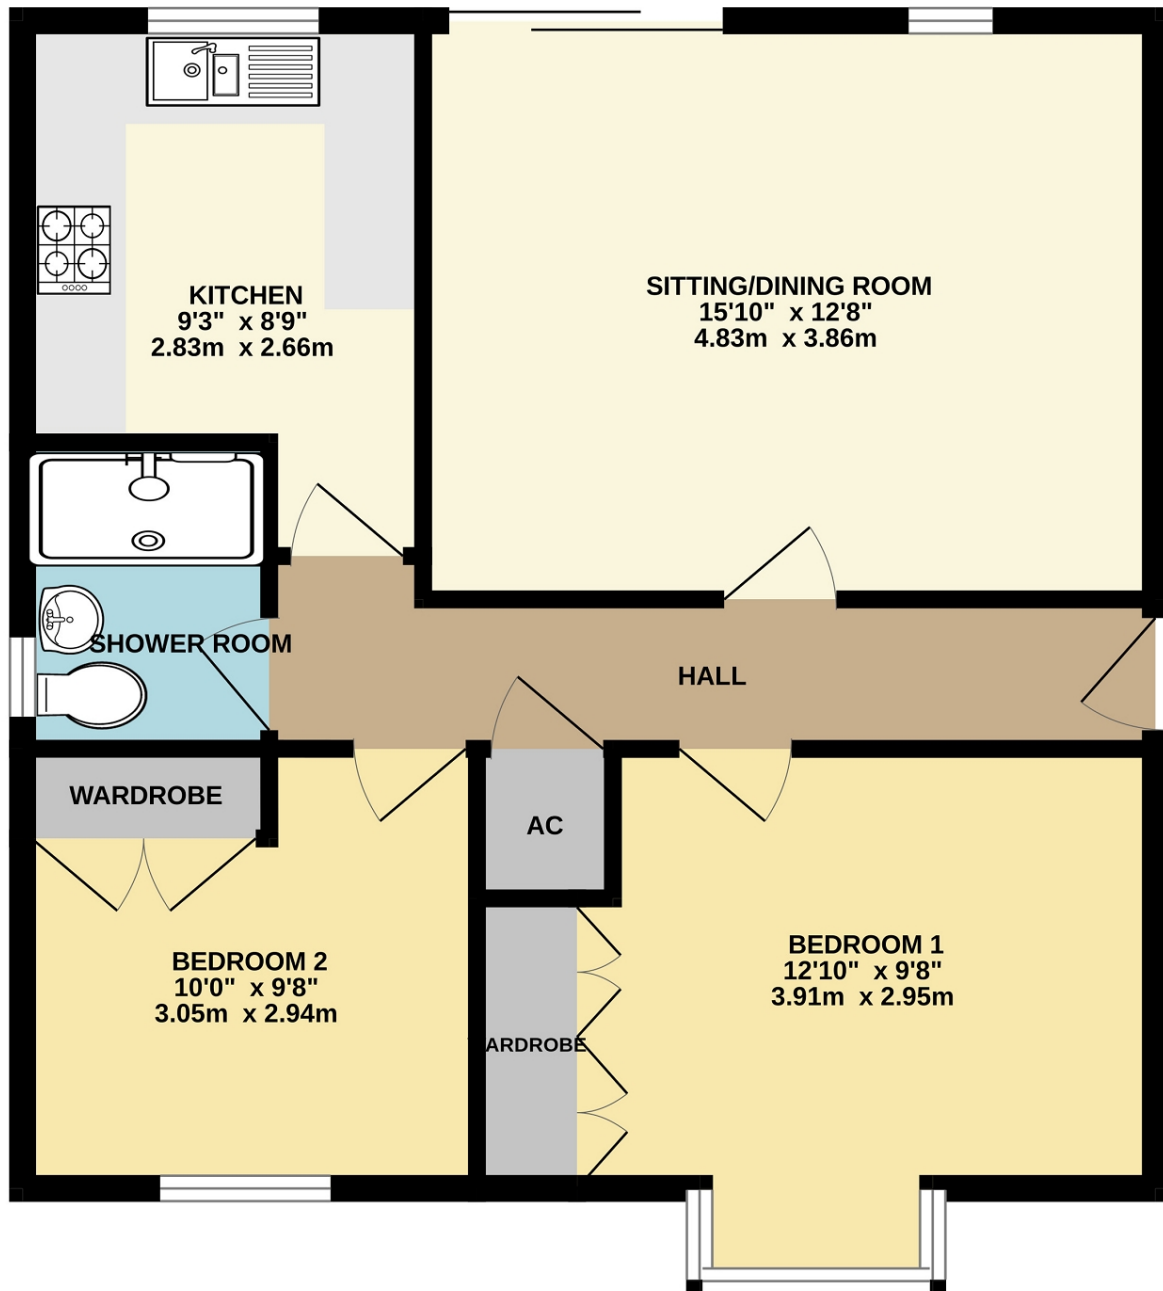 KITCHEN
9'3" x 8'9"
2.83m x 2.66m
SITTING/DINING ROOM
15'10" x 12'8"
4.83m x 3.86m
SHOWER ROOM
HALL
WARDROBE
AC
BEDROOM 2
10'0" x 9'8"
3.05m x 2.94m
ARDROBE
BEDROOM 1
12'10" x 9'8"
3.91m x 2.95m